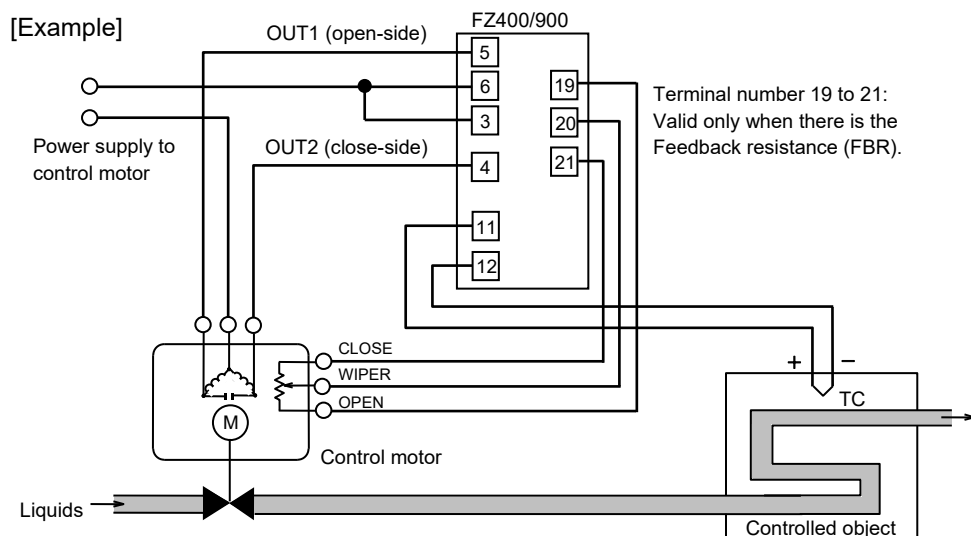 [Example]
FZ400/900
OUT1 (open-side)
5
6
3
19
20
21
Terminal number 19 to 21:
Valid only when there is the
Feedback resistance (FBR).
Power supply to
control motor
OUT2 (close-side)
4
11
12
CLOSE
WIPER
OPEN
+
−
TC
M
Control motor
Liquids
Controlled object